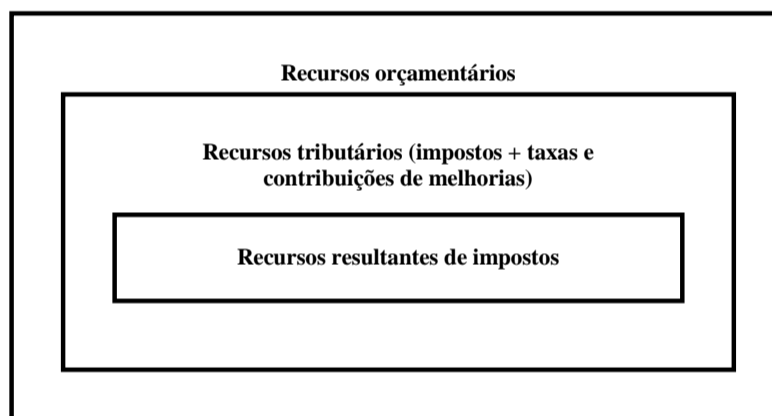 Recursos orçamentários
Recursos tributários (impostos + taxas e
contribuições de melhorias)
Recursos resultantes de impostos